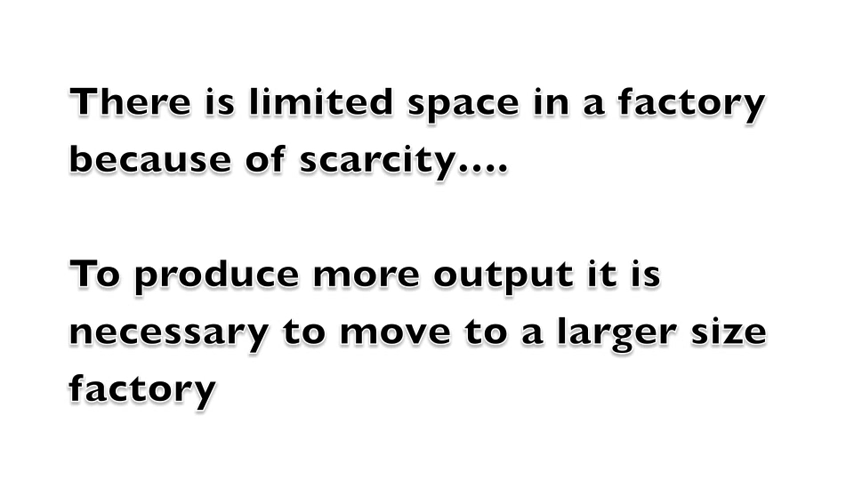 There is limited space in a factory
because of scarcity....
To produce more output it is
necessary to move to a larger size
factory